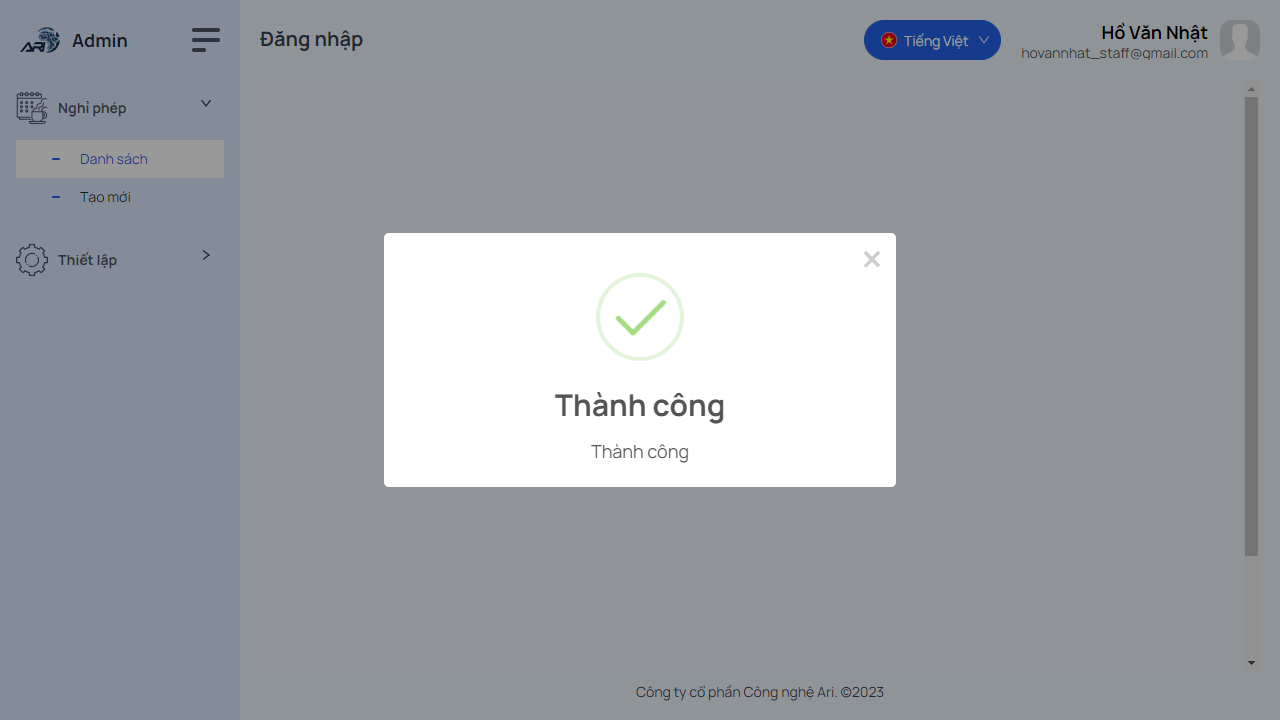 ARI
Admin
Nghỉ phép
Danh sách
Tạo mới
Thiết lập
Đăng nhập
Tiếng Việt
Hồ Văn Nhật
hovannhat_staff@gmail.com
Thành công
Thành công
Công ty cổ phần Công nghệ Ari. ©2023